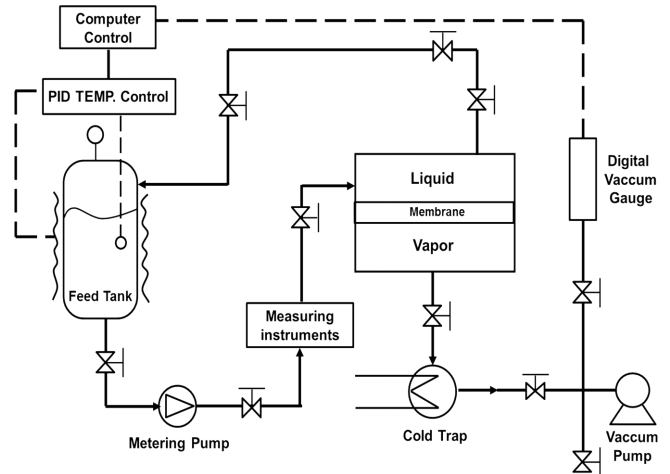 Computer
Control
PID TEMP. Control
Feed Tank
Metering Pump
Measuring
instruments
Liquid
Membrane
Vapor
Cold Trap
Digital
Vaccum
Gauge
Vaccum
Pump